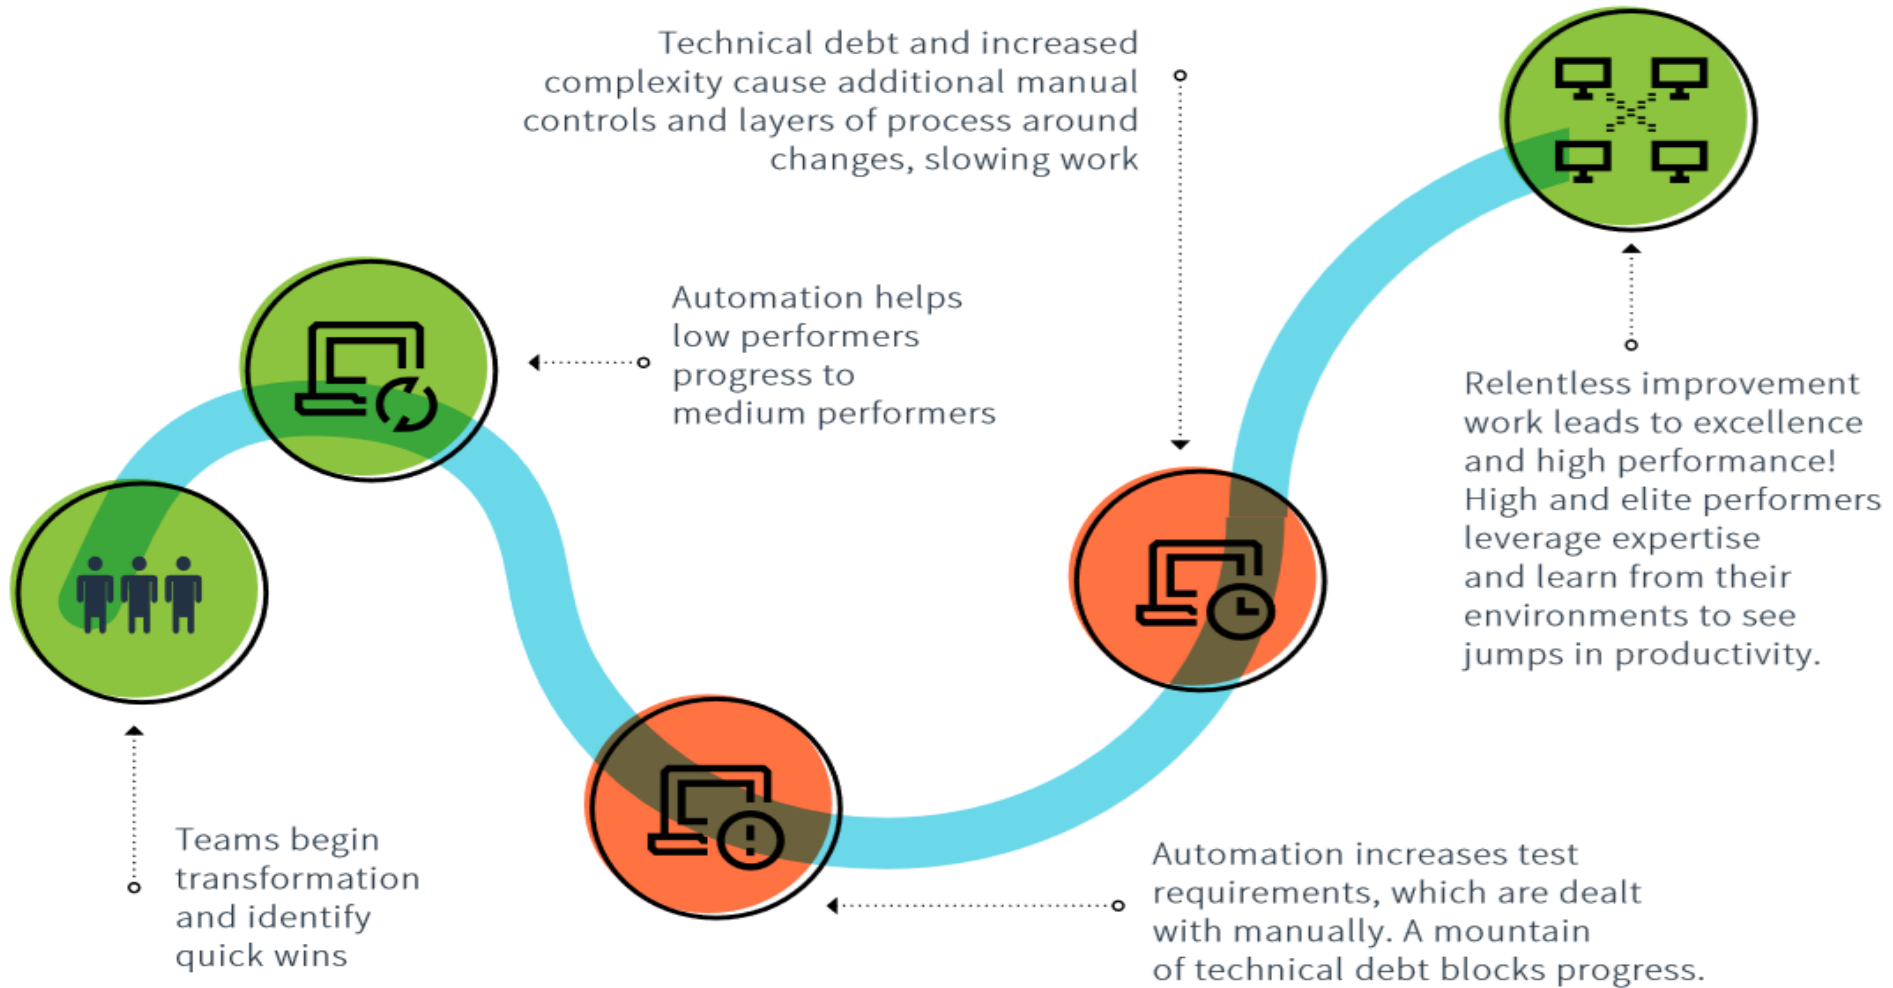 Teams begin
transformation
and identify
quick wins
Automation helps
low performers
progress to
medium performers
Automation increases test
requirements, which are dealt
with manually. A mountain
of technical debt blocks progress.
Technical debt and increased
complexity cause additional manual
controls and layers of process around
changes, slowing work
Relentless improvement
work leads to excellence
and high performance!
High and elite performers
leverage expertise
and learn from their
environments to see
jumps in productivity.